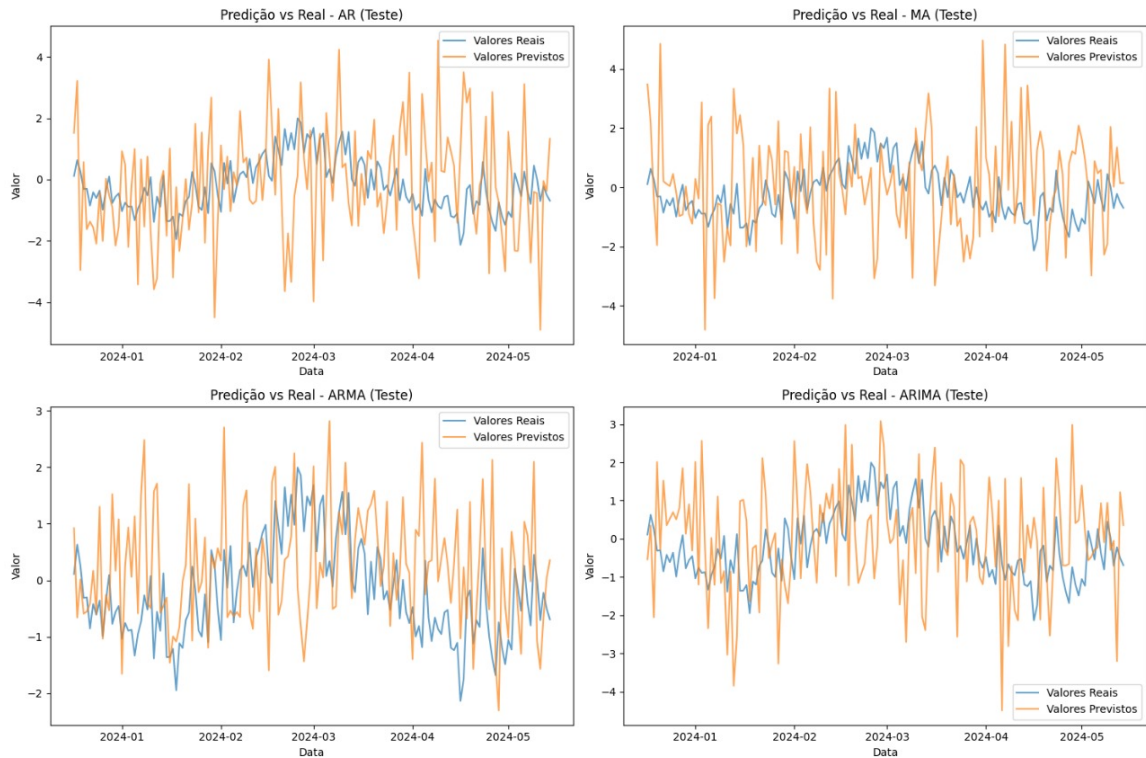 Predição vs Real - AR (Teste)
Valores Reais
Valores Previstos
4
2
0
−2
−4
Valor
2024-01 2024-02 2024-03 2024-04 2024-05
Data
Predição vs Real - MA (Teste)
Valores Reais
Valores Previstos
4
2
0
−2
−4
Valor
2024-01 2024-02 2024-03 2024-04 2024-05
Data
Predição vs Real - ARMA (Teste)
Valores Reais
Valores Previstos
3
2
1
0
−1
−2
Valor
2024-01 2024-02 2024-03 2024-04 2024-05
Data
Predição vs Real - ARIMA (Teste)
3
2
1
0
−1
−2
−3
−4
Valor
Valores Reais
Valores Previstos
2024-01 2024-02 2024-03 2024-04 2024-05
Data